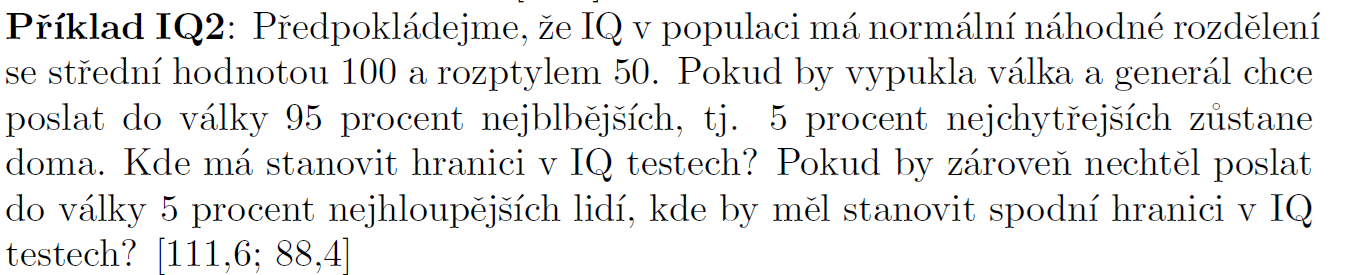 Příklad IQ2: Předpokládejme, že IQ v populaci má normální náhodné rozdělení
se střední hodnotou 100 a rozptylem 50. Pokud by vypukla válka a generál chce
poslat do války 95 procent nejblbějších, tj. 5 procent nejchytřejších zůstane
doma. Kde má stanovit hranici v IQ testech? Pokud by zároveň nechtěl poslat
do války 5 procent nejhloupějších lidí, kde by měl stanovit spodní hranici v IQ
testech? [111,6; 88,4]